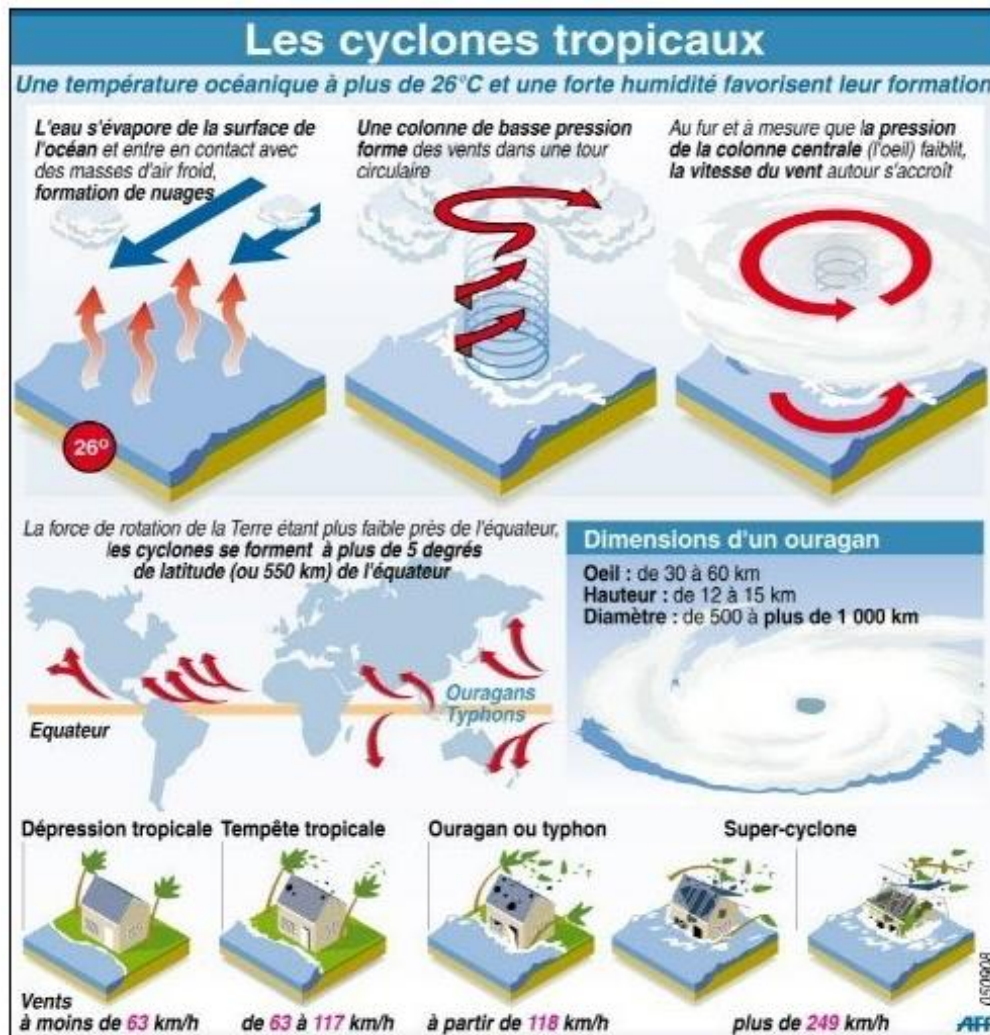 Les cyclones tropicaux
Une température océanique à plus de 26°C et une forte humidité favorisent leur formation
L'eau s'évapore de la surface de
l'océan et entre en contact avec
des masses d'air froid,
formation de nuages
Une colonne de basse pression
forme des vents dans une tour
circulaire
Au fur et à mesure que la pression
de la colonne centrale (l'oeil) faiblit,
la vitesse du vent autour s'accroît
26°
La force de rotation de la Terre étant plus faible près de l'équateur,
les cyclones se forment à plus de 5 degrés
de latitude (ou 550 km) de l'équateur
Ouragans
Typhons
Equateur
Dimensions d'un ouragan
Oeil : de 30 à 60 km
Hauteur : de 12 à 15 km
Diamètre : de 500 à plus de 1 000 km
Dépression tropicale
Tempête tropicale
Ouragan ou typhon
Super-cyclone
Vents
à moins de 63 km/h
de 63 à 117 km/h
à partir de 118 km/h
plus de 249 km/h
050908
AFP